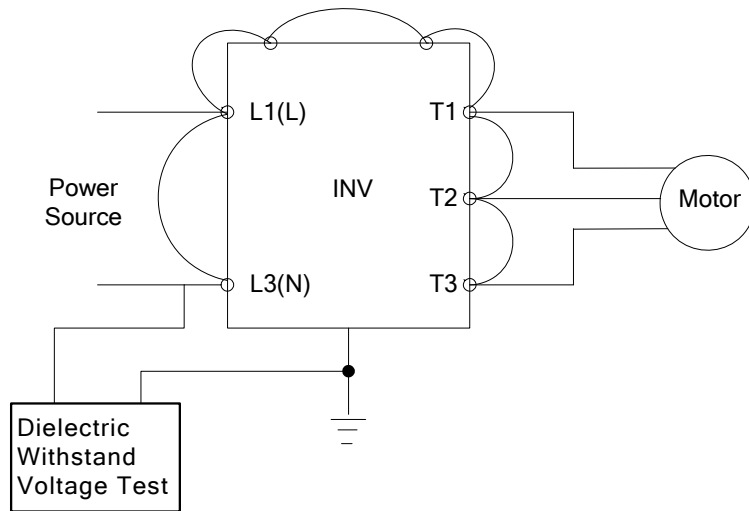 L1(L)
T1
Power
Source
INV
T2
Motor
L3(N)
T3
Dielectric
Withstand
Voltage Test